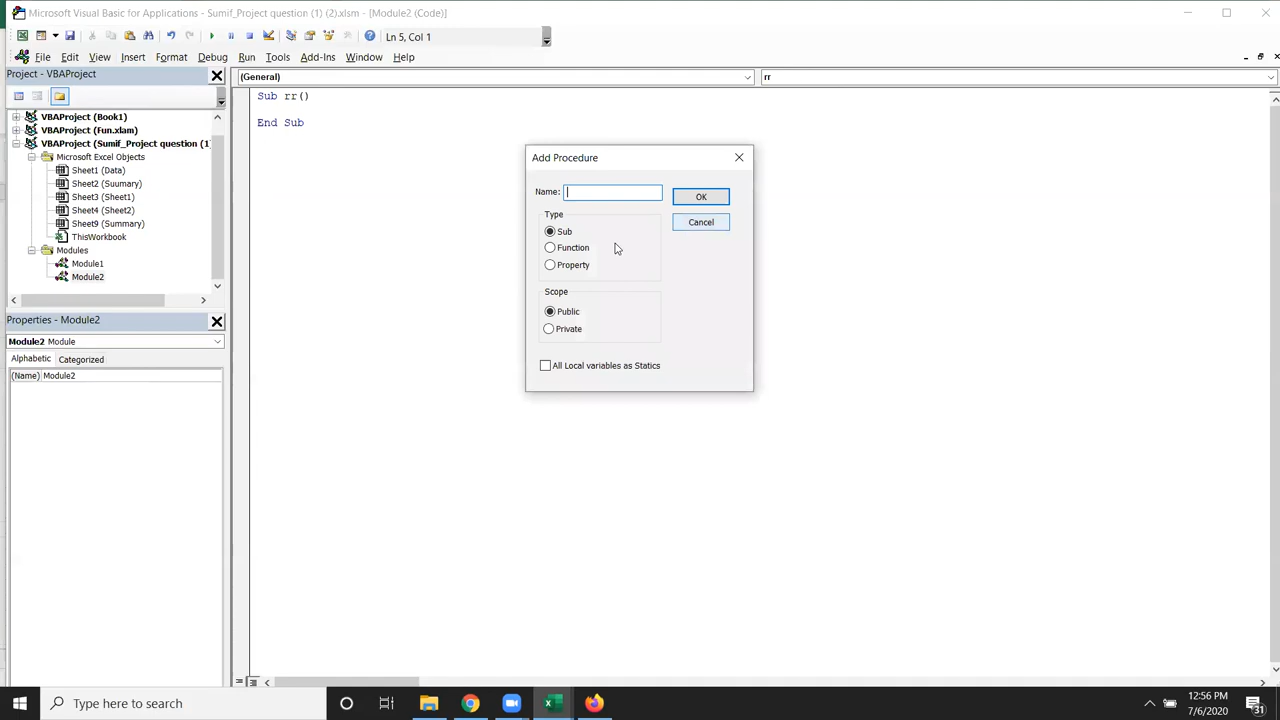 Microsoft Visual Basic for Applications - Sumif_Project question (1) (2).xlsm - [Module2 (Code)]
Ln 5, Col 1
File Edit View Insert Format Debug Run Tools Add-Ins Window Help
Project - VBAProject
(General)
rr
VBAProject (Book1)
VBAProject (Fun.xlam)
VBAProject (Sumif_Project question (1)
Microsoft Excel Objects
Sheet1 (Data)
Sheet2 (Suumary)
Sheet3 (Sheet1)
Sheet4 (Sheet2)
Sheet9 (Summary)
ThisWorkbook
Modules
Module1
Module2
Properties - Module2
Module2 Module
Alphabetic Categorized
(Name) Module2
Sub rr()
End Sub
Add Procedure
Name:
OK
Cancel
Type
Sub
Function
Property
Scope
Public
Private
All Local variables as Statics
Type here to search
12:56 PM
7/6/2020
31